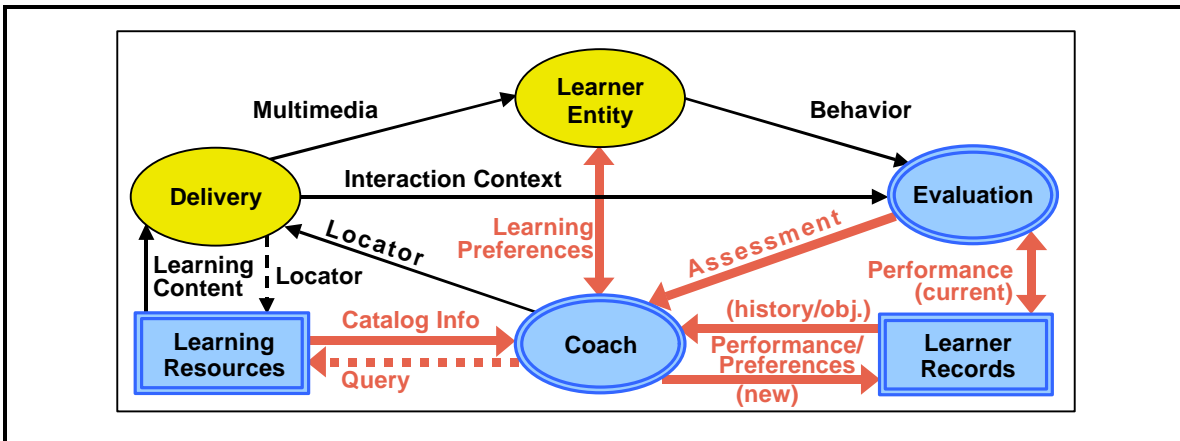 Learner
Entity
Multimedia
Behavior
Delivery
Interaction Context
Evaluation
Locator
Learning
Preferences
Assessment
Learning
Content
Locator
Performance
(current)
Learning
Resources
Catalog Info
Query
Coach
(history/obj.)
Performance/
Preferences
(new)
Learner
Records